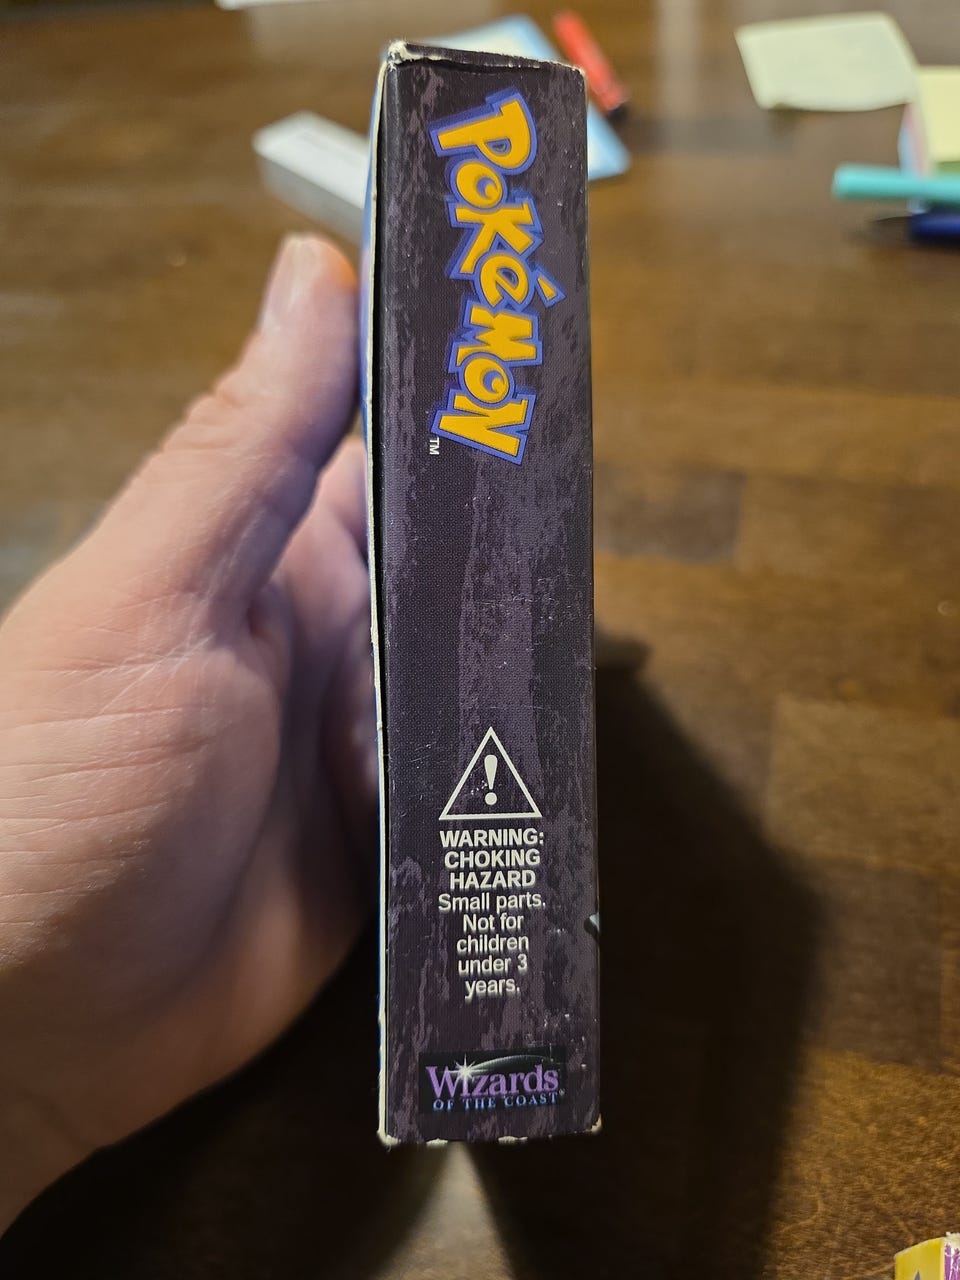 Pokémon
TM
WARNING:
CHOKING
HAZARD
Small parts.
Not for
children
under 3
years.
Wizards
OF THE COAST®